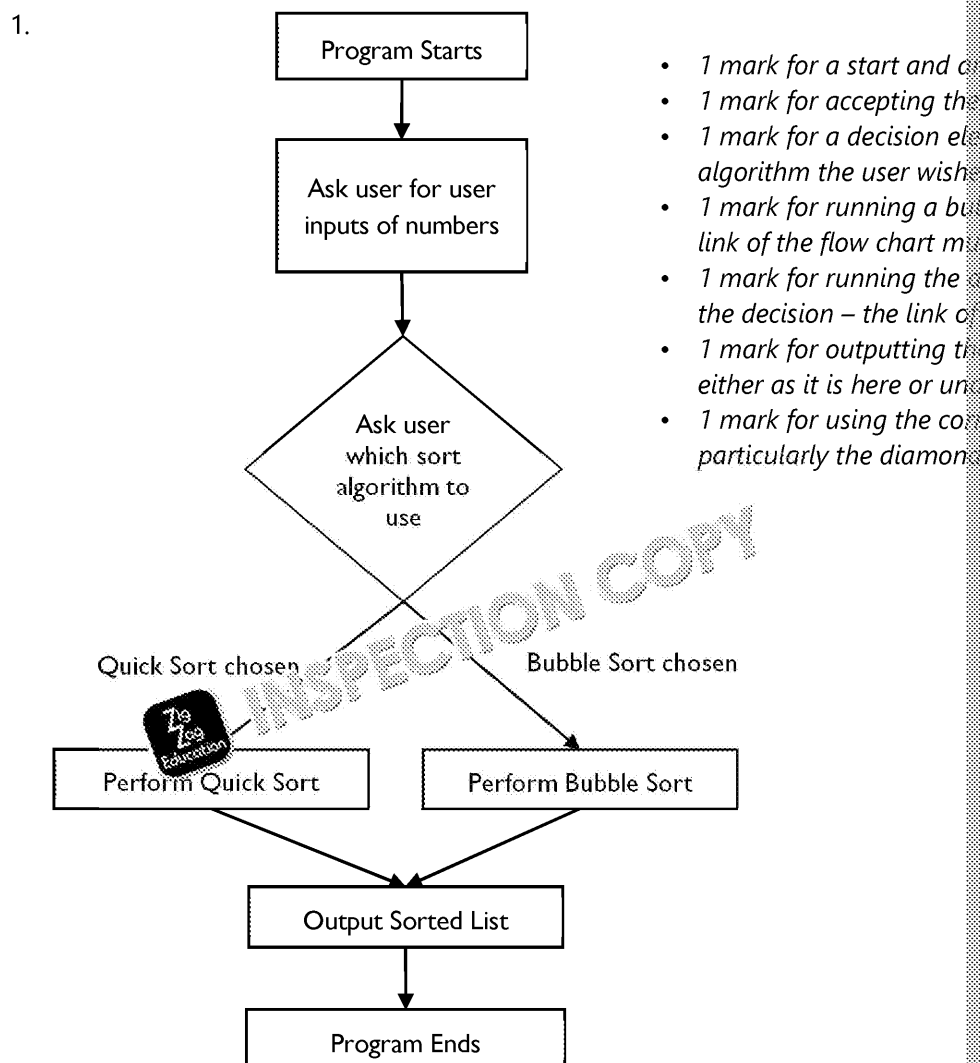 1.
Program Starts
Ask user for user
inputs of numbers
Ask user
which sort
algorithm to
use
Quick Sort chosen
Bubble Sort chosen
Perform Quick Sort
Perform Bubble Sort
Output Sorted List
Program Ends
• 1 mark for a start and
• 1 mark for accepting
• 1 mark for a decision
algorithm the user
• 1 mark for running a
link of the flow chart
• 1 mark for running the
the decision – the link
• 1 mark for outputting
either as it is here or
• 1 mark for using the
particularly the
INSPECTION COPY
Zig
Zag
Education